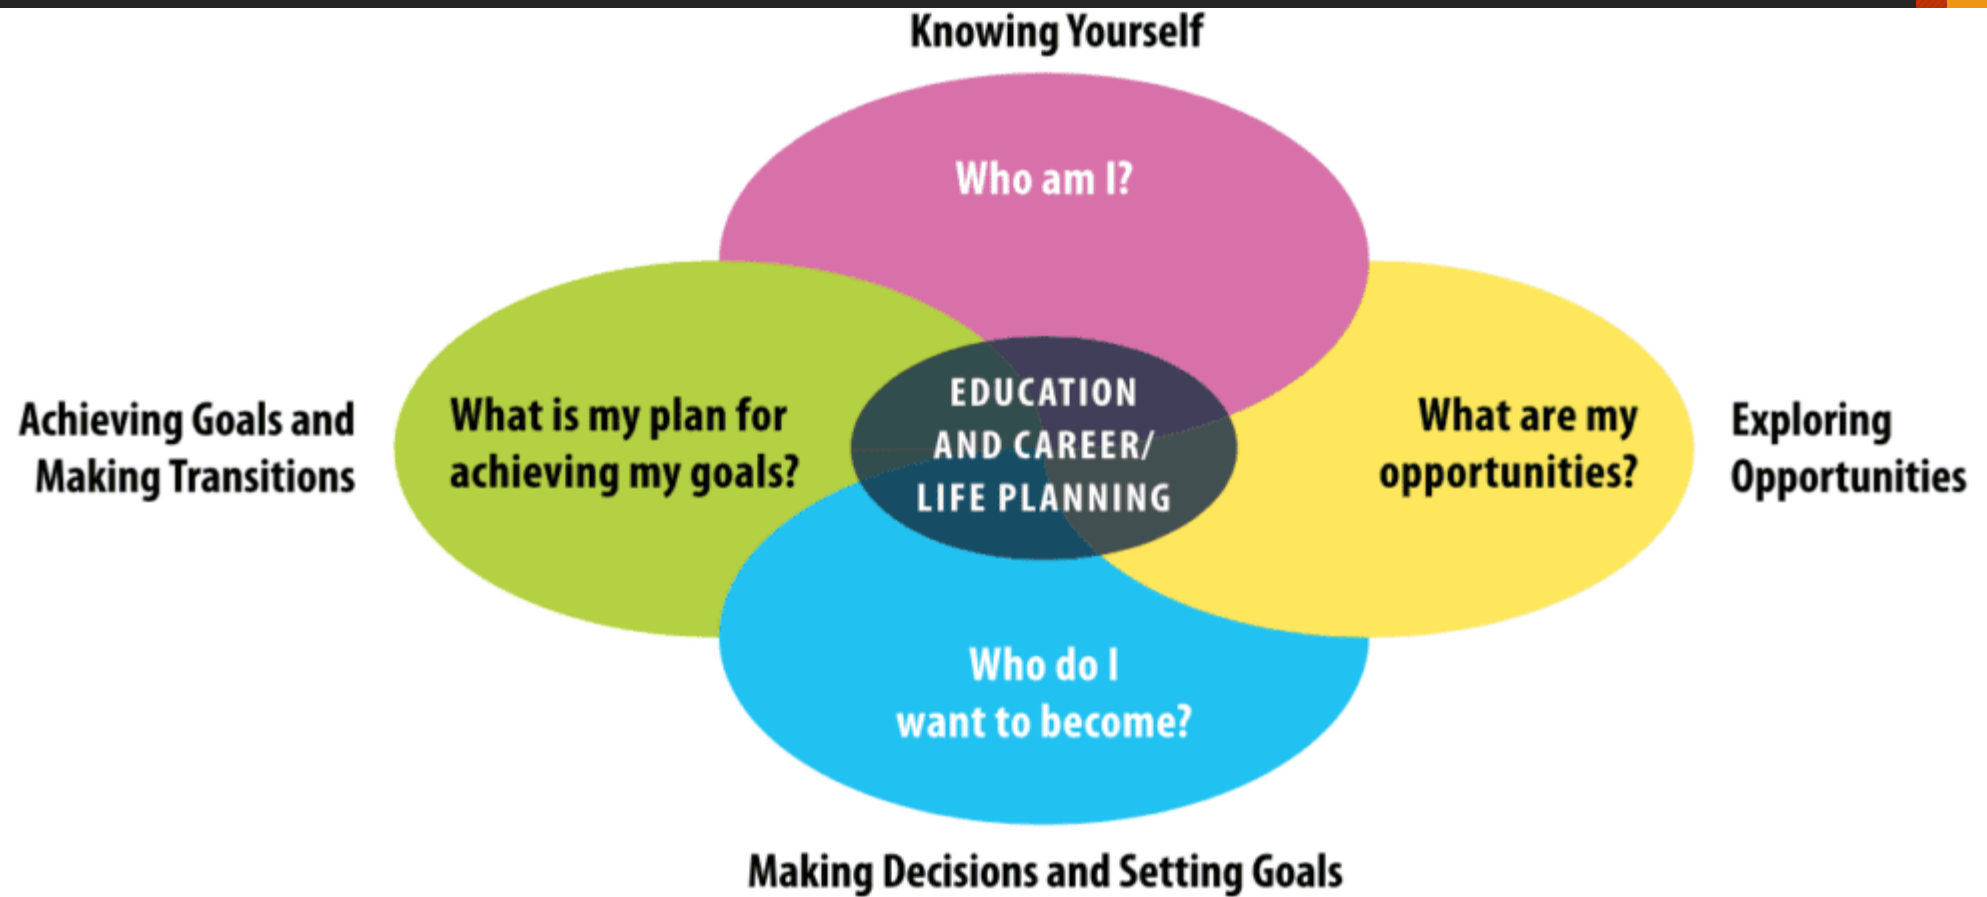 Knowing Yourself
Who am I?
Achieving Goals and
Making Transitions
What is my plan for
achieving my goals?
EDUCATION
AND CAREER/
LIFE PLANNING
What are my
opportunities?
Exploring
Opportunities
Who do I
want to become?
Making Decisions and Setting Goals